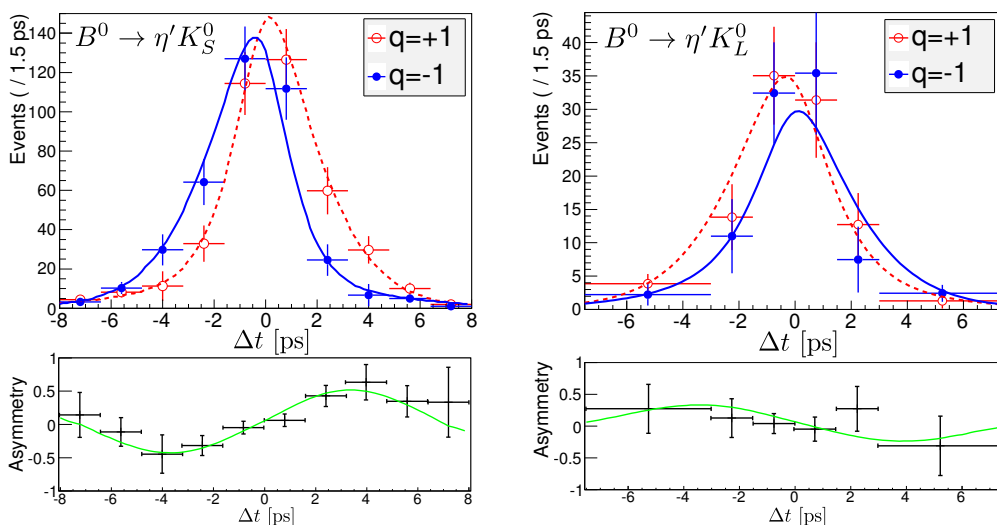 B⁰ → η′K⁰_S
q=+1
q=-1
Events ( / 1.5 ps)
140
120
100
80
60
40
20
0
-8 -6 -4 -2 0 2 4 6 8
Δt [ps]
Asymmetry
1
0.5
0
-0.5
-1
-8 -6 -4 -2 0 2 4 6 8
Δt [ps]
B⁰ → η′K⁰_L
q=+1
q=-1
Events ( / 1.5 ps)
40
35
30
25
20
15
10
5
0
-6 -4 -2 0 2 4 6
Δt [ps]
Asymmetry
1
0.5
0
-0.5
-1
-6 -4 -2 0 2 4 6
Δt [ps]